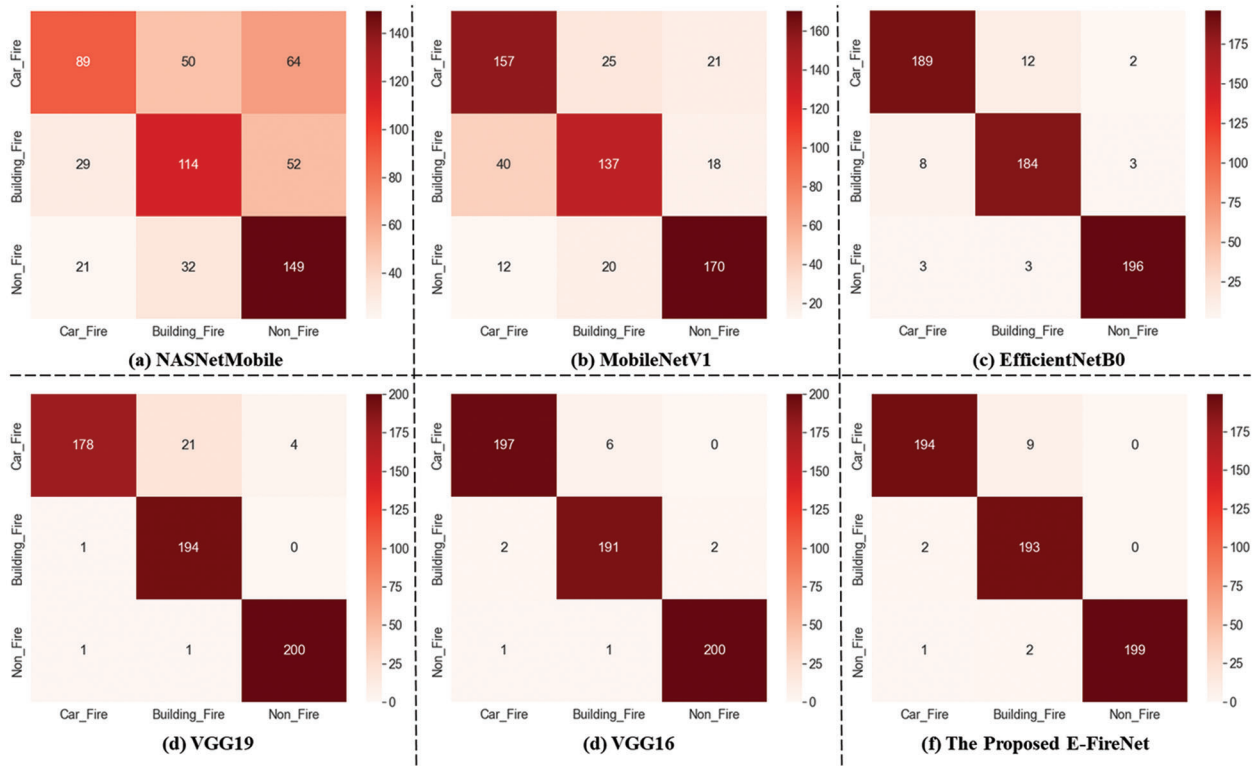 Car_Fire 89 50 64
Building_Fire 29 114 52
Non_Fire 21 32 149
Car_Fire Building_Fire Non_Fire
140
120
100
80
60
40
(a) NASNetMobile
Car_Fire 157 25 21
Building_Fire 40 137 18
Non_Fire 12 20 170
Car_Fire Building_Fire Non_Fire
160
140
120
100
80
60
40
20
(b) MobileNetV1
Car_Fire 189 12 2
Building_Fire 8 184 3
Non_Fire 3 3 196
Car_Fire Building_Fire Non_Fire
175
150
125
100
75
50
25
(c) EfficientNetB0
Car_Fire 178 21 4
Building_Fire 1 194 0
Non_Fire 1 1 200
Car_Fire Building_Fire Non_Fire
200
175
150
125
100
75
50
25
0
(d) VGG19
Car_Fire 197 6 0
Building_Fire 2 191 2
Non_Fire 1 1 200
Car_Fire Building_Fire Non_Fire
200
175
150
125
100
75
50
25
0
(d) VGG16
Car_Fire 194 9 0
Building_Fire 2 193 0
Non_Fire 1 2 199
Car_Fire Building_Fire Non_Fire
175
150
125
100
75
50
25
0
(f) The Proposed E-FireNet